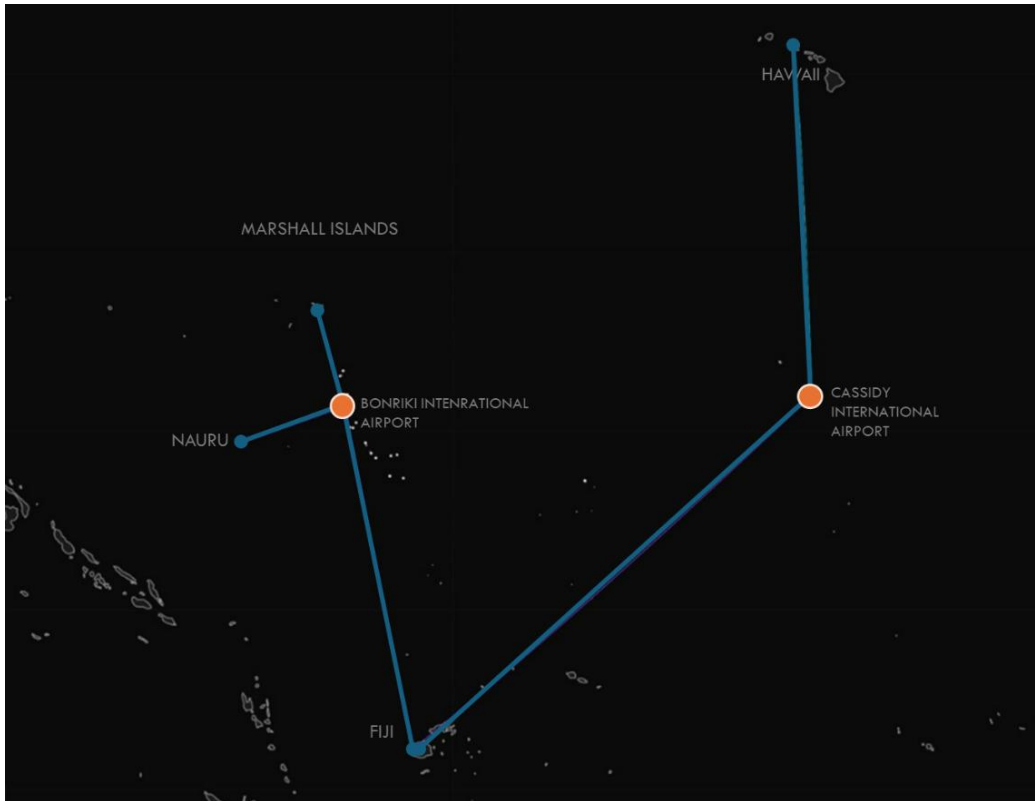 HAWAII
MARSHALL ISLANDS
BONRIKI INTENRATIONAL
AIRPORT
CASSIDY
INTERNATIONAL
AIRPORT
NAURU
FIJI